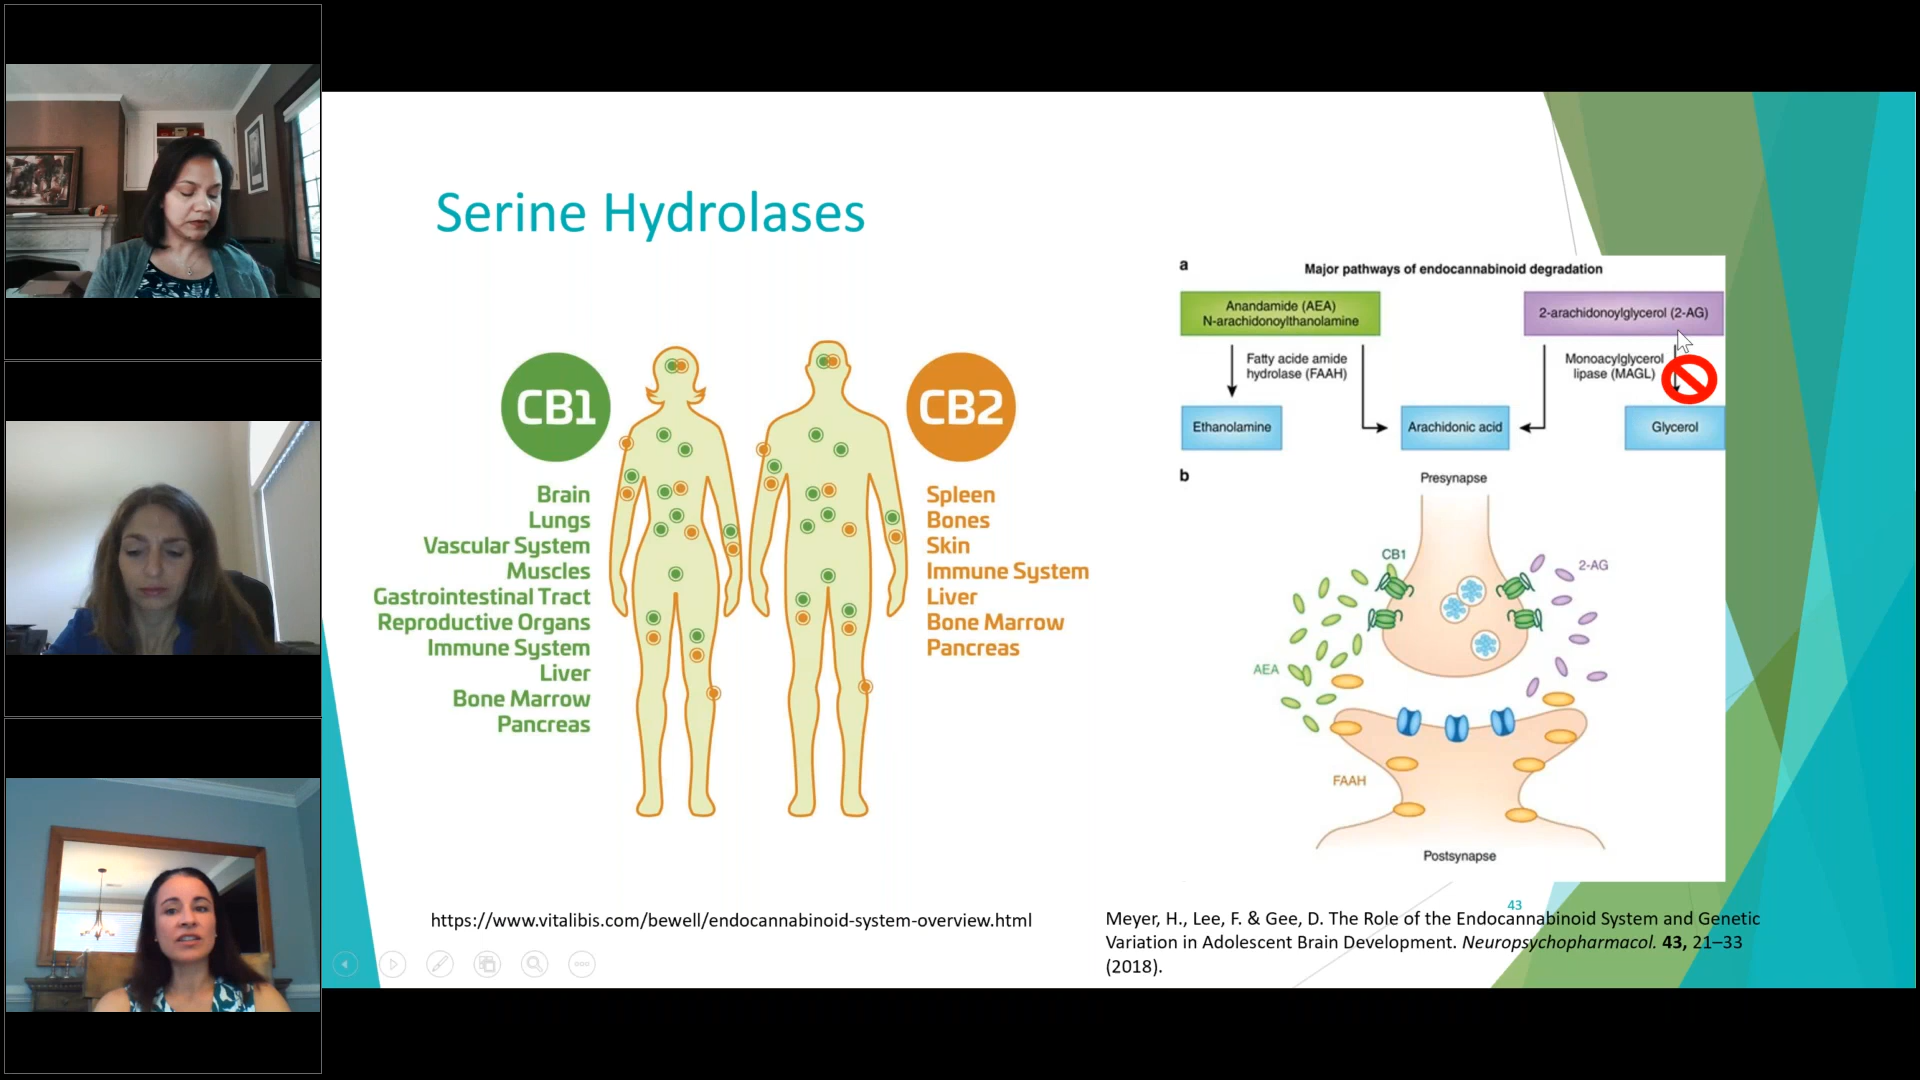 Serine Hydrolases
CB1
Brain
Lungs
Vascular System
Muscles
Gastrointestinal Tract
Reproductive Organs
Immune System
Liver
Bone Marrow
Pancreas
CB2
Spleen
Bones
Skin
Immune System
Liver
Bone Marrow
Pancreas
https://www.vitalibis.com/bewell/endocannabinoid-system-overview.html
a
Major pathways of endocannabinoid degradation
Anandamide (AEA)
N-arachidonoylthanolamine
2-arachidonoylglycerol (2-AG)
Fatty acide amide
hydrolase (FAAH)
Monoacylglycerol
lipase (MAGL)
Ethanolamine
Arachidonic acid
Glycerol
b
Presynapse
CB1
2-AG
AEA
FAAH
Postsynapse
43
Meyer, H., Lee, F. & Gee, D. The Role of the Endocannabinoid System and Genetic
Variation in Adolescent Brain Development. Neuropsychopharmacol. 43, 21–33
(2018).